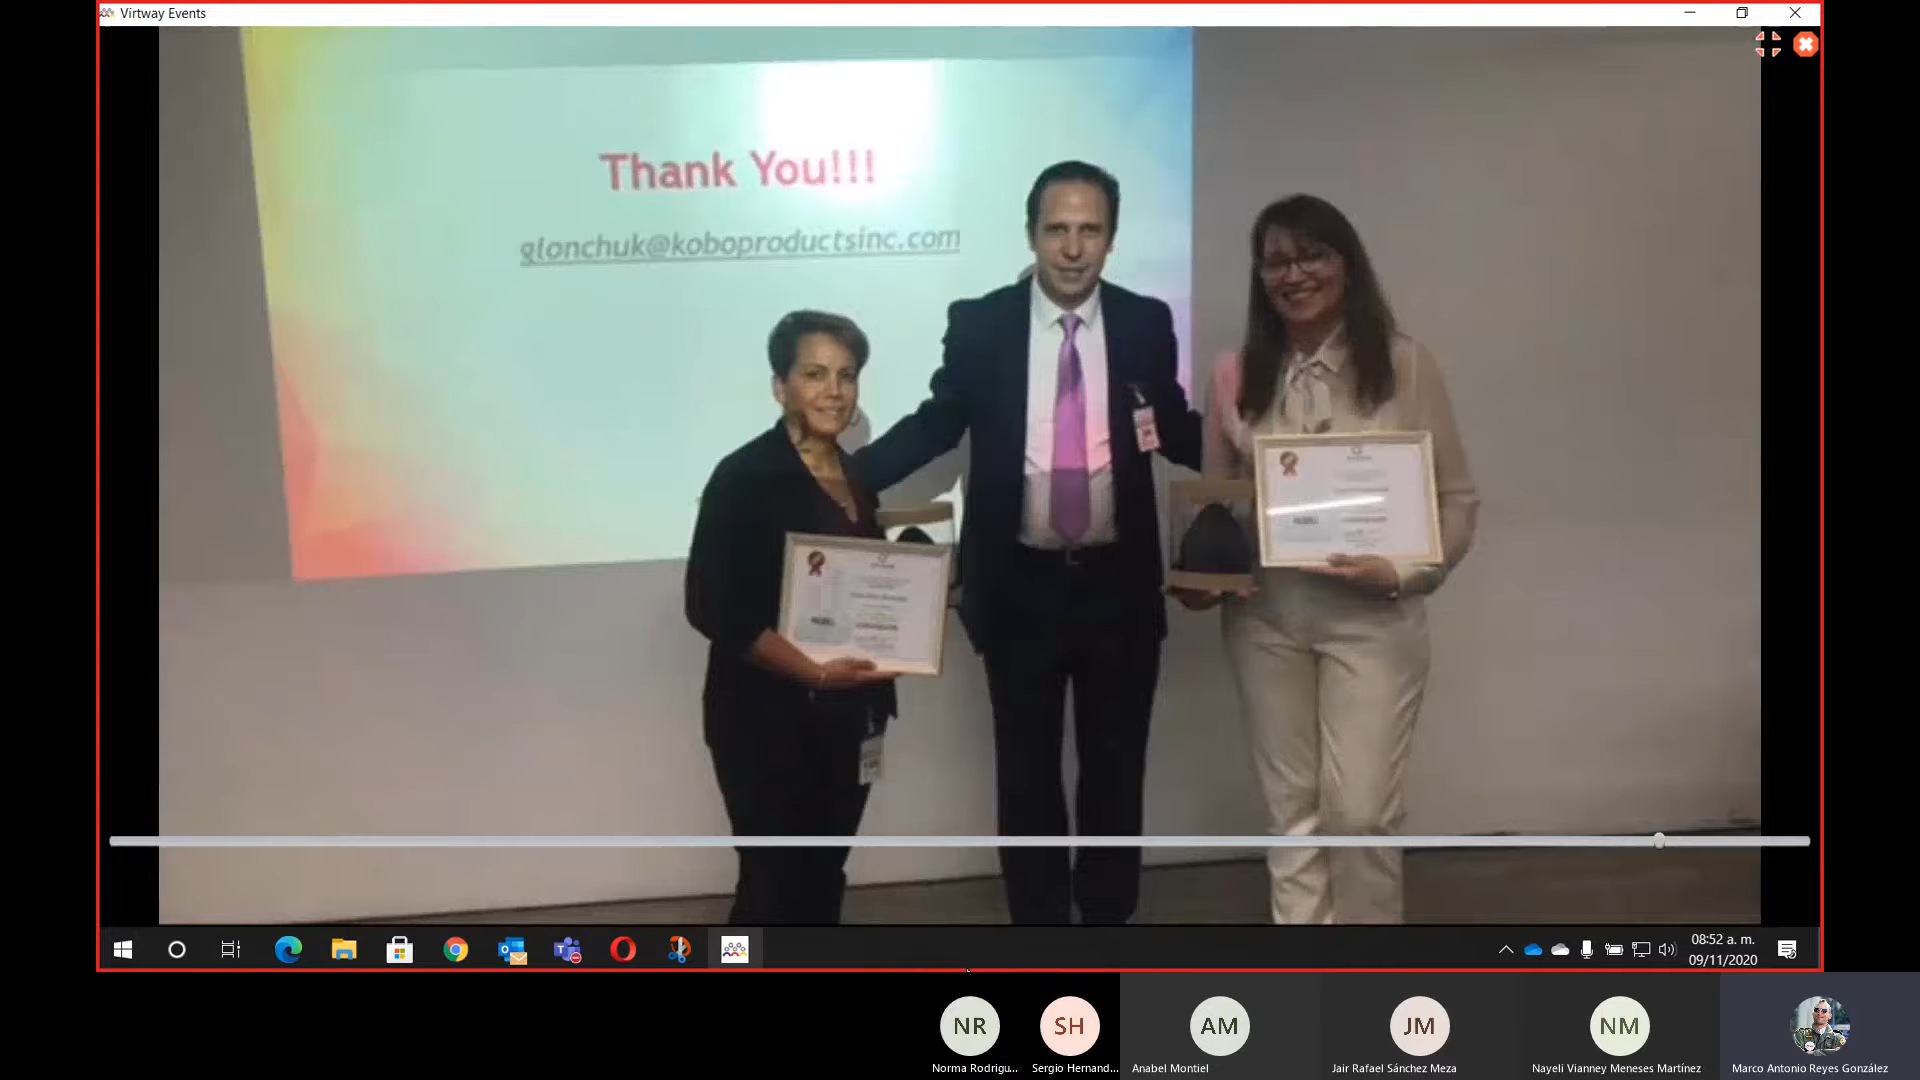 Virtway Events
Thank You!!!
glonchuk@koboproductsinc.com
08:52 a. m.
09/11/2020
NR
SH
AM
JM
NM
Norma Rodrigu...
Sergio Hernand...
Anabel Montiel
Jair Rafael Sánchez Meza
Nayeli Vianney Meneses Martínez
Marco Antonio Reyes González